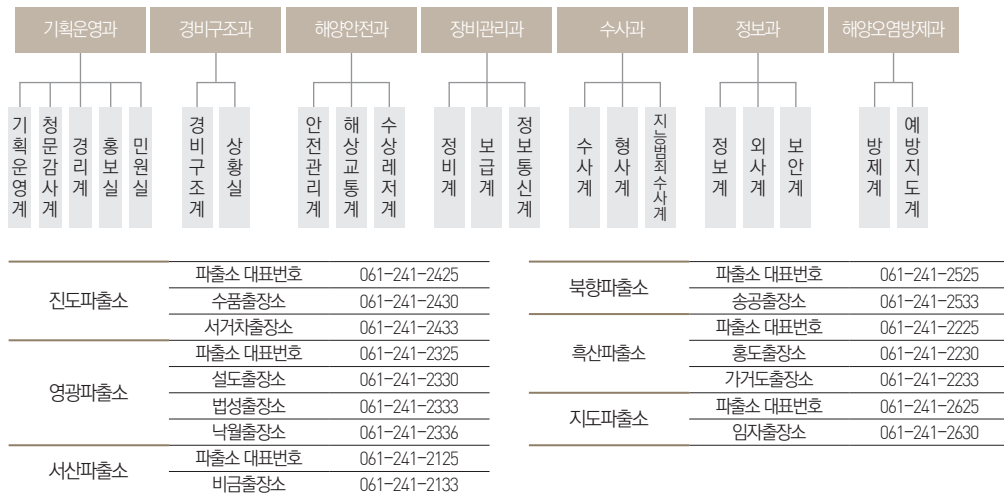 기획운영과 경비구조과 해양안전과 장비관리과 수사과 정보과 해양오염방제과
기획운영계 청문감사계 경리계 홍보실 민원실 경비구조계 상황실 안전관리계 해상교통계 수상레저계 정비계 보급계 정보통신계 수사계 형사계 지능범죄수사계 정보계 외사계 보안계 방제계 예방지도계
진도파출소
파출소 대표번호 061-241-2425
수품출장소 061-241-2430
서거차출장소 061-241-2433
영광파출소
파출소 대표번호 061-241-2325
설도출장소 061-241-2330
법성출장소 061-241-2333
낙월출장소 061-241-2336
서산파출소
파출소 대표번호 061-241-2125
비금출장소 061-241-2133
북항파출소
파출소 대표번호 061-241-2525
송공출장소 061-241-2533
흑산파출소
파출소 대표번호 061-241-2225
홍도출장소 061-241-2230
가거도출장소 061-241-2233
지도파출소
파출소 대표번호 061-241-2625
임자출장소 061-241-2630